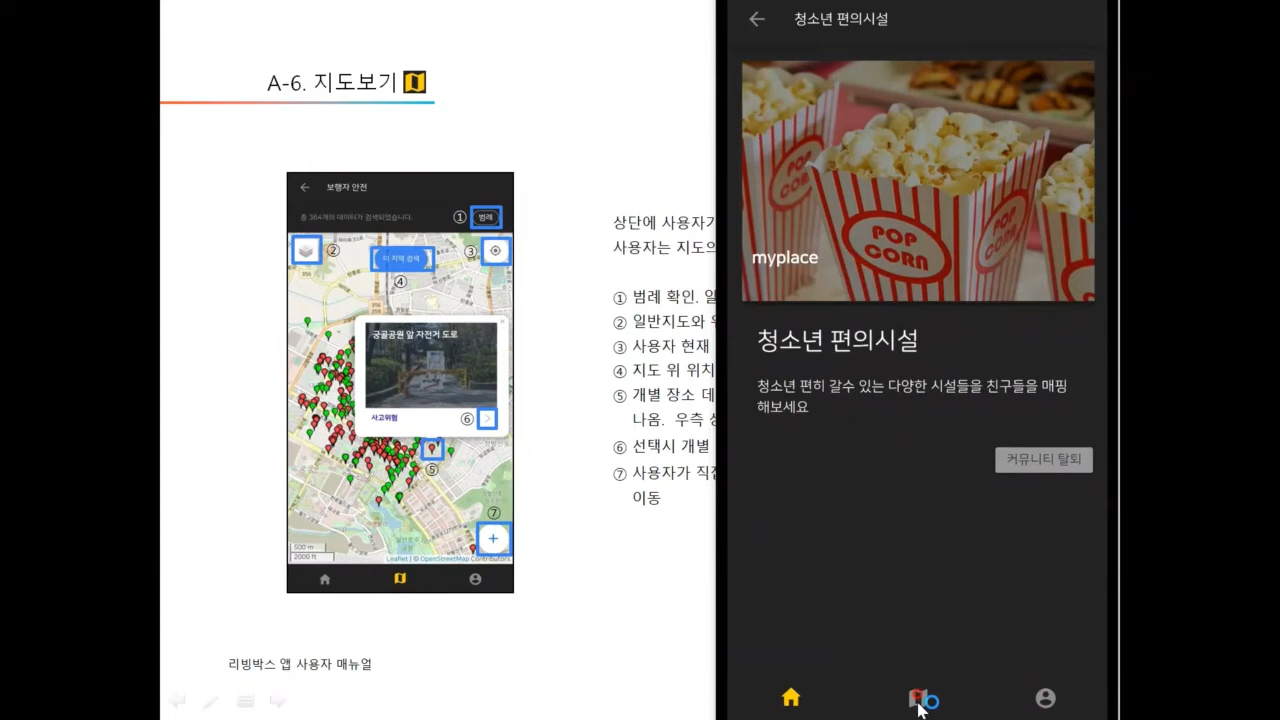 A-6. 지도보기
보행자 안전
총 364개의 데이터가 검색되었습니다.
① 범례
②
③
이 지역 검색
④
궁골공원 앞 자전거 도로
사고위험
⑥
⑤
⑦
500 m
2000 ft
Leaflet | © OpenStreetMap Contributors
상단에 사용자가
사용자는 지도의
① 범례 확인. 일
② 일반지도와
③ 사용자 현재
④ 지도 위 위치
⑤ 개별 장소 데
나옴. 우측
⑥ 선택시 개별
⑦ 사용자가 직접
이동
리빙박스 앱 사용자 매뉴얼
청소년 편의시설
POP
CORN
POP
CORN
myplace
청소년 편의시설
청소년 편히 갈수 있는 다양한 시설들을 친구들을 매핑
해보세요
커뮤니티 탈퇴